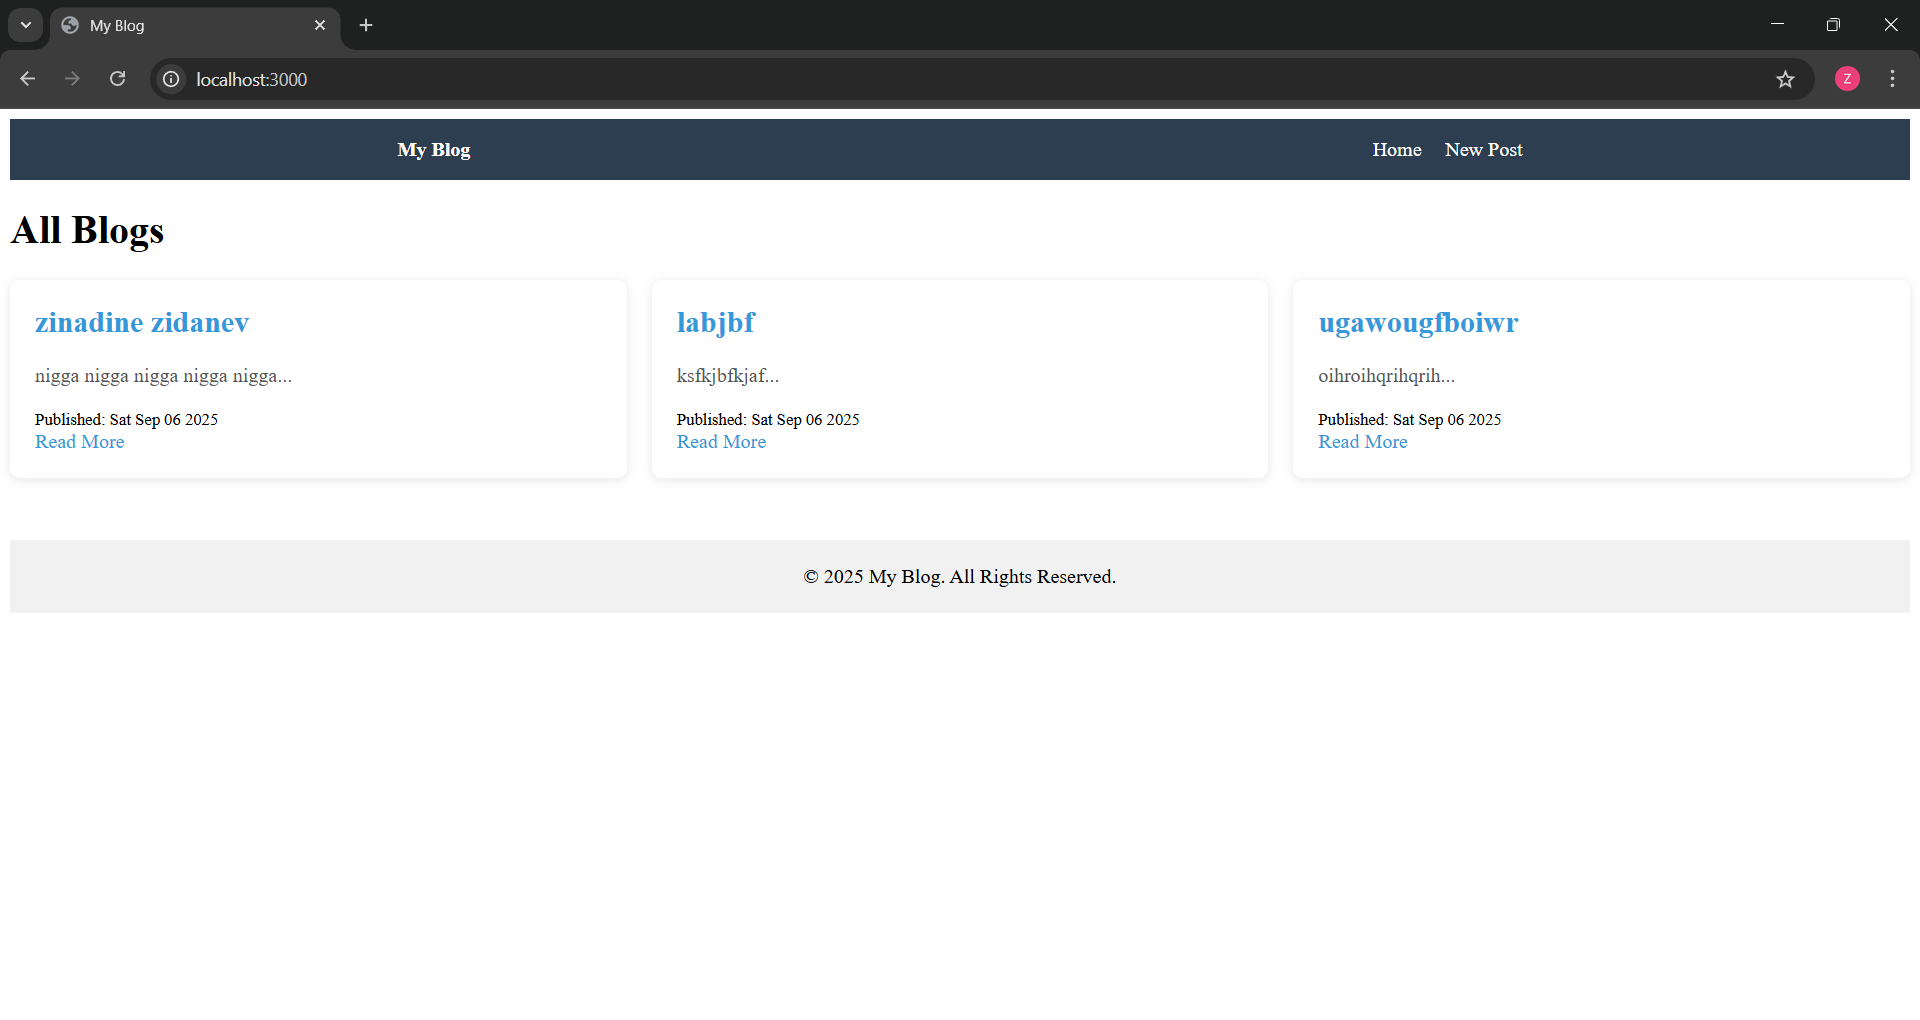 My Blog
localhost:3000
Z
My Blog
Home New Post
All Blogs
zinadine zidanev
nigga nigga nigga nigga nigga...
Published: Sat Sep 06 2025
Read More
labjbf
ksfkjbfkjaf...
Published: Sat Sep 06 2025
Read More
ugawougfboiwr
oihroihqrihqrih...
Published: Sat Sep 06 2025
Read More
© 2025 My Blog. All Rights Reserved.